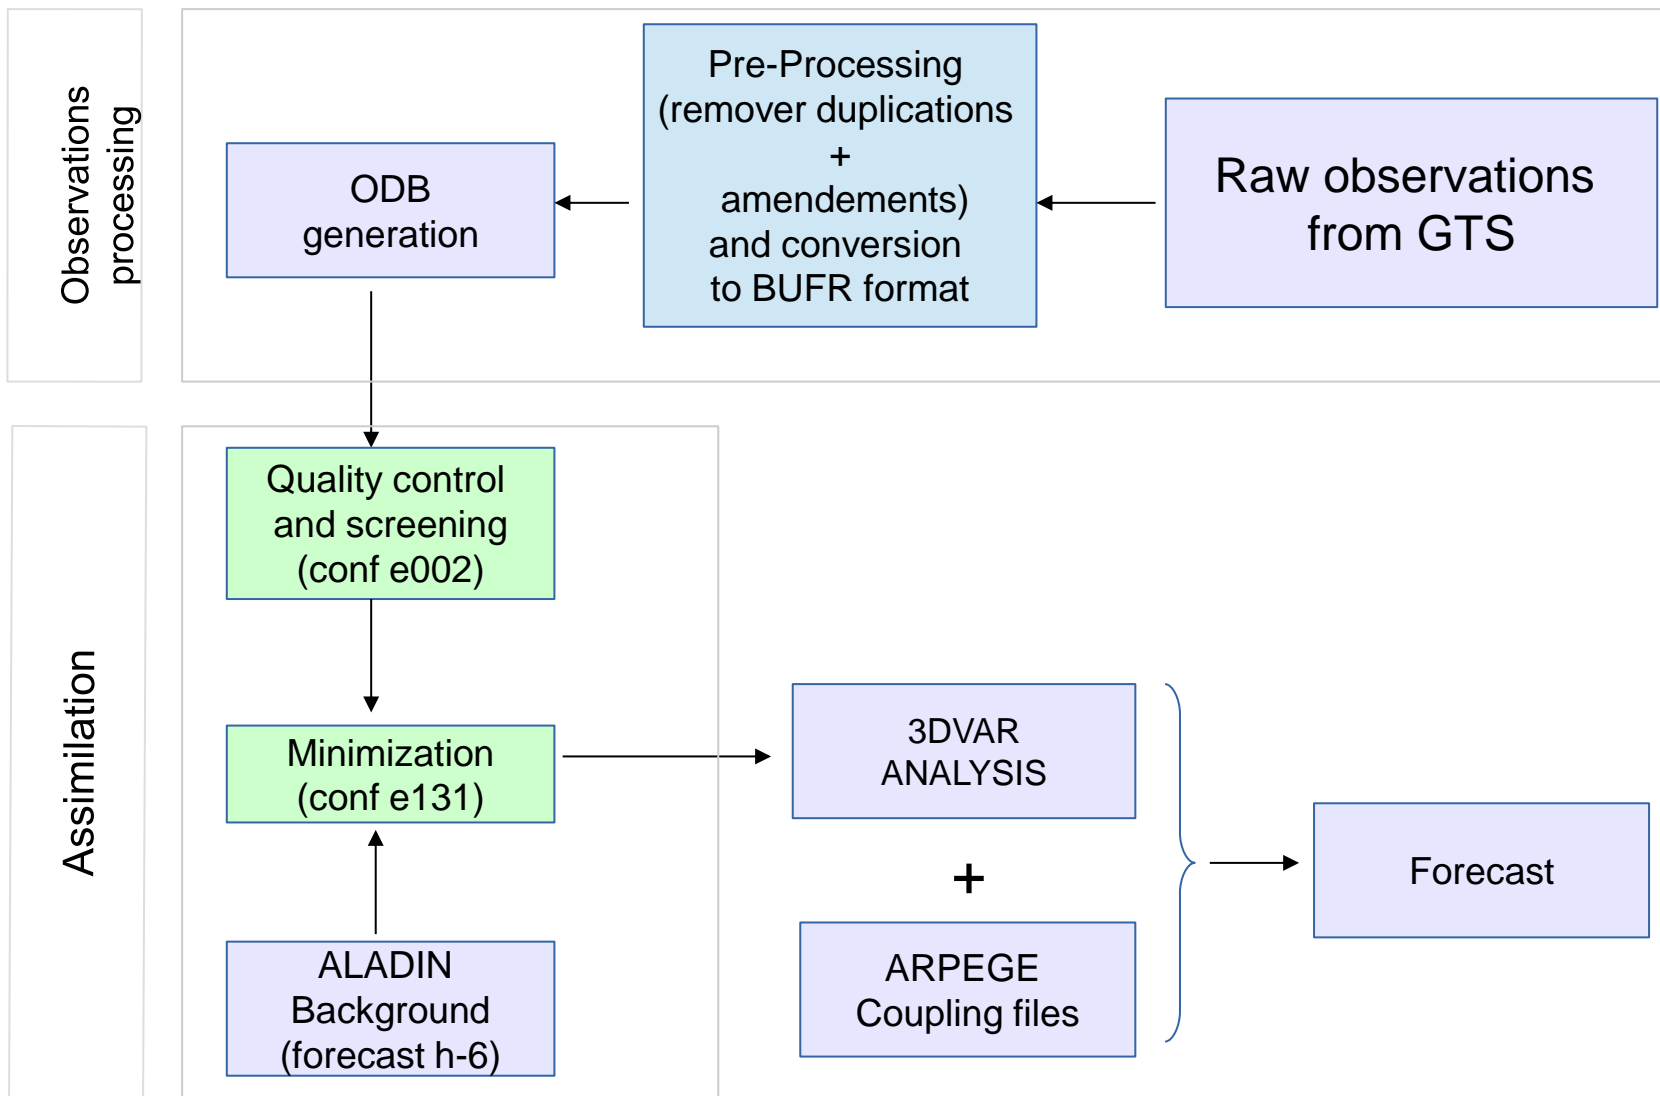 Observations
processing
Pre-Processing
(remover duplications
+
amendements)
and conversion
to BUFR format
Raw observations
from GTS
ODB
generation
Assimilation
Quality control
and screening
(conf e002)
Minimization
(conf e131)
ALADIN
Background
(forecast h-6)
3DVAR
ANALYSIS
+
ARPEGE
Coupling files
Forecast